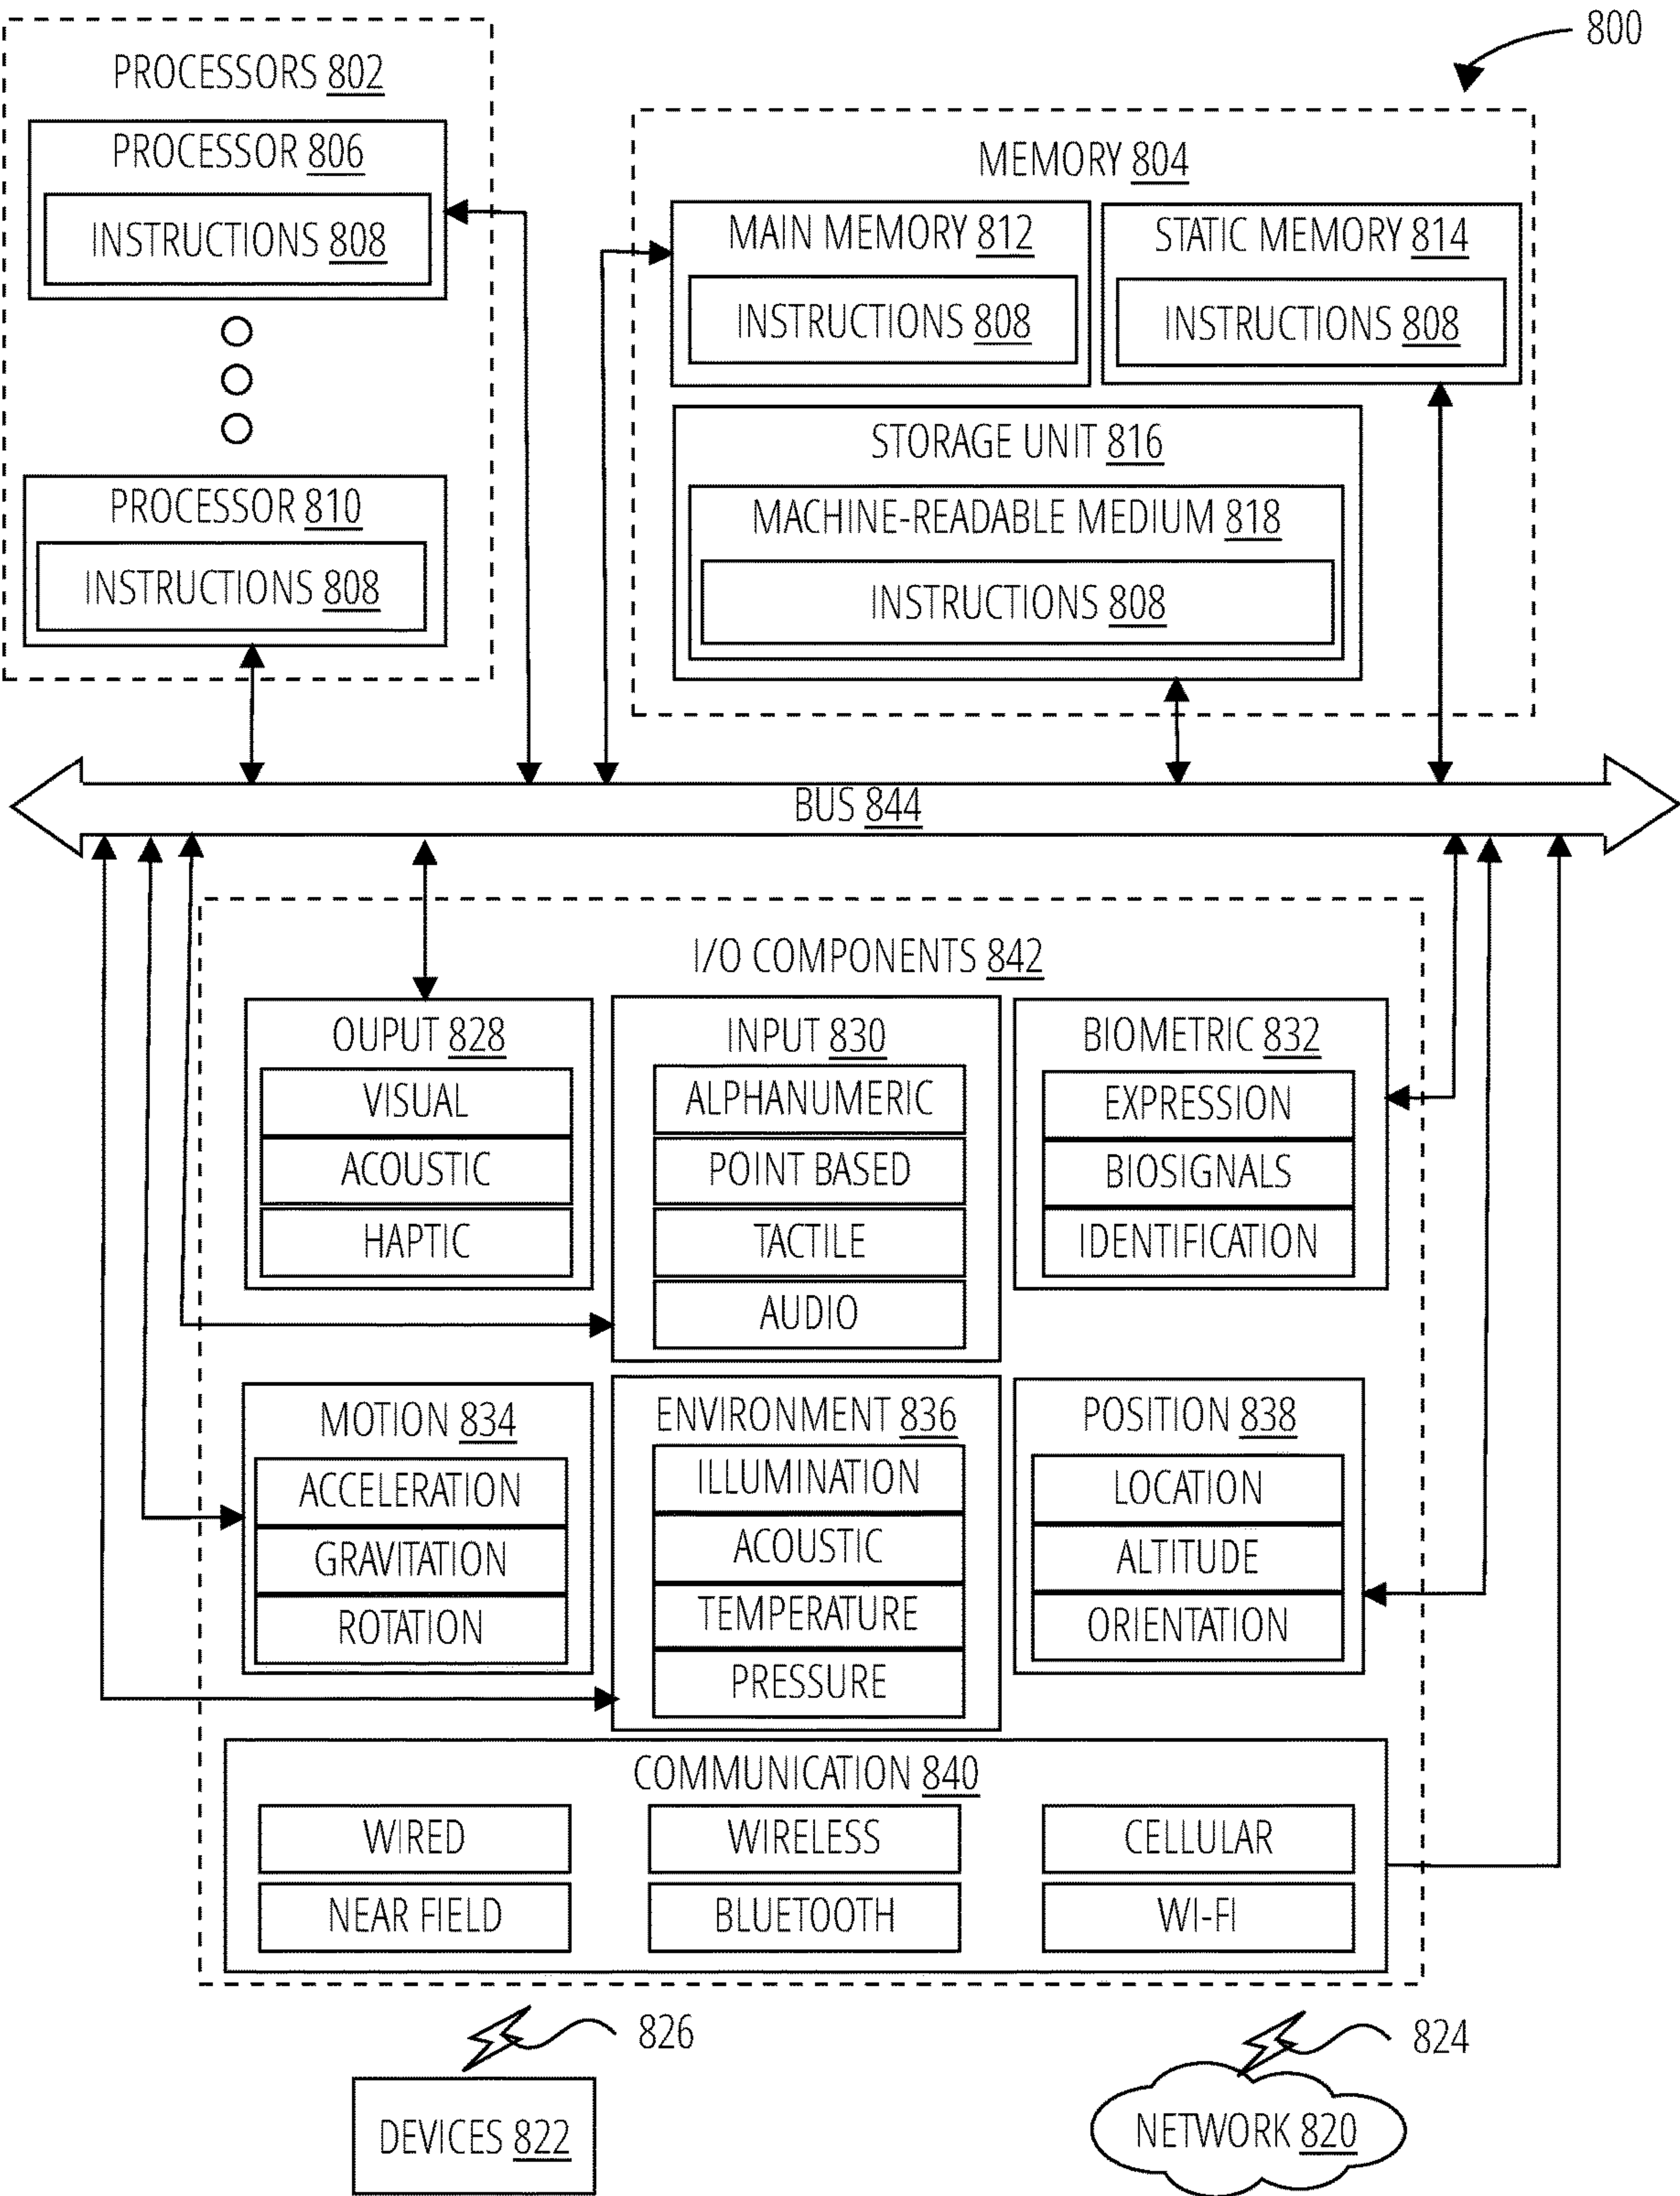 800
PROCESSORS 802
PROCESSOR 806
INSTRUCTIONS 808
PROCESSOR 810
INSTRUCTIONS 808
MEMORY 804
MAIN MEMORY 812
INSTRUCTIONS 808
STATIC MEMORY 814
INSTRUCTIONS 808
STORAGE UNIT 816
MACHINE-READABLE MEDIUM 818
INSTRUCTIONS 808
BUS 844
I/O COMPONENTS 842
OUPUT 828
VISUAL
ACOUSTIC
HAPTIC
INPUT 830
ALPHANUMERIC
POINT BASED
TACTILE
AUDIO
BIOMETRIC 832
EXPRESSION
BIOSIGNALS
IDENTIFICATION
MOTION 834
ACCELERATION
GRAVITATION
ROTATION
ENVIRONMENT 836
ILLUMINATION
ACOUSTIC
TEMPERATURE
PRESSURE
POSITION 838
LOCATION
ALTITUDE
ORIENTATION
COMMUNICATION 840
WIRED
WIRELESS
CELLULAR
NEAR FIELD
BLUETOOTH
WI-FI
826
824
DEVICES 822
NETWORK 820